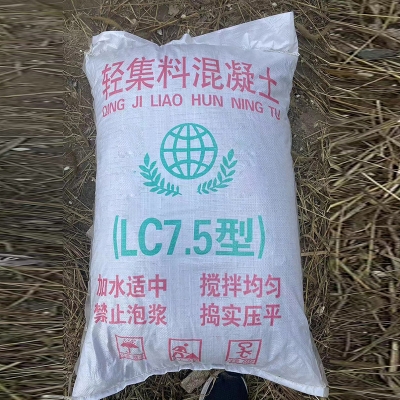 轻集料混凝土
QING JI LIAO HUN NING TU
(LC7.5型)
加水适中 搅拌均匀
禁止泡浆 捣实压平